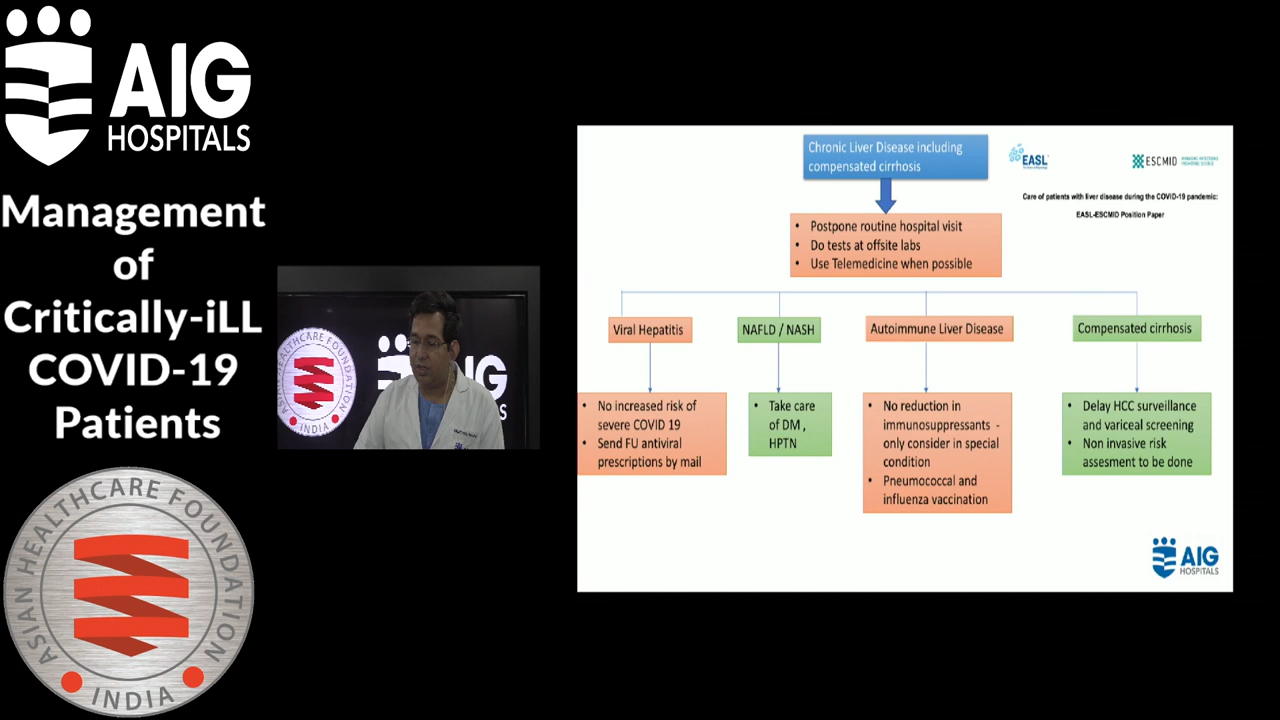 AIG
HOSPITALS
Management
of
Critically-iLL
COVID-19
Patients
ASIAN HEALTHCARE FOUNDATION
INDIA
ASIAN HEALTHCARE FOUNDATION
INDIA
Chronic Liver Disease including
compensated cirrhosis
EASL
ESCMID
Care of patients with liver disease during the COVID-19 pandemic:
EASL-ESCMID Position Paper
• Postpone routine hospital visit
• Do tests at offsite labs
• Use Telemedicine when possible
Viral Hepatitis
NAFLD / NASH
Autoimmune Liver Disease
Compensated cirrhosis
• No increased risk of
severe COVID 19
• Send FU antiviral
prescriptions by mail
• Take care
of DM ,
HPTN
• No reduction in
immunosuppressants -
only consider in special
condition
• Pneumococcal and
influenza vaccination
• Delay HCC surveillance
and variceal screening
• Non invasive risk
assesment to be done
AIG
HOSPITALS